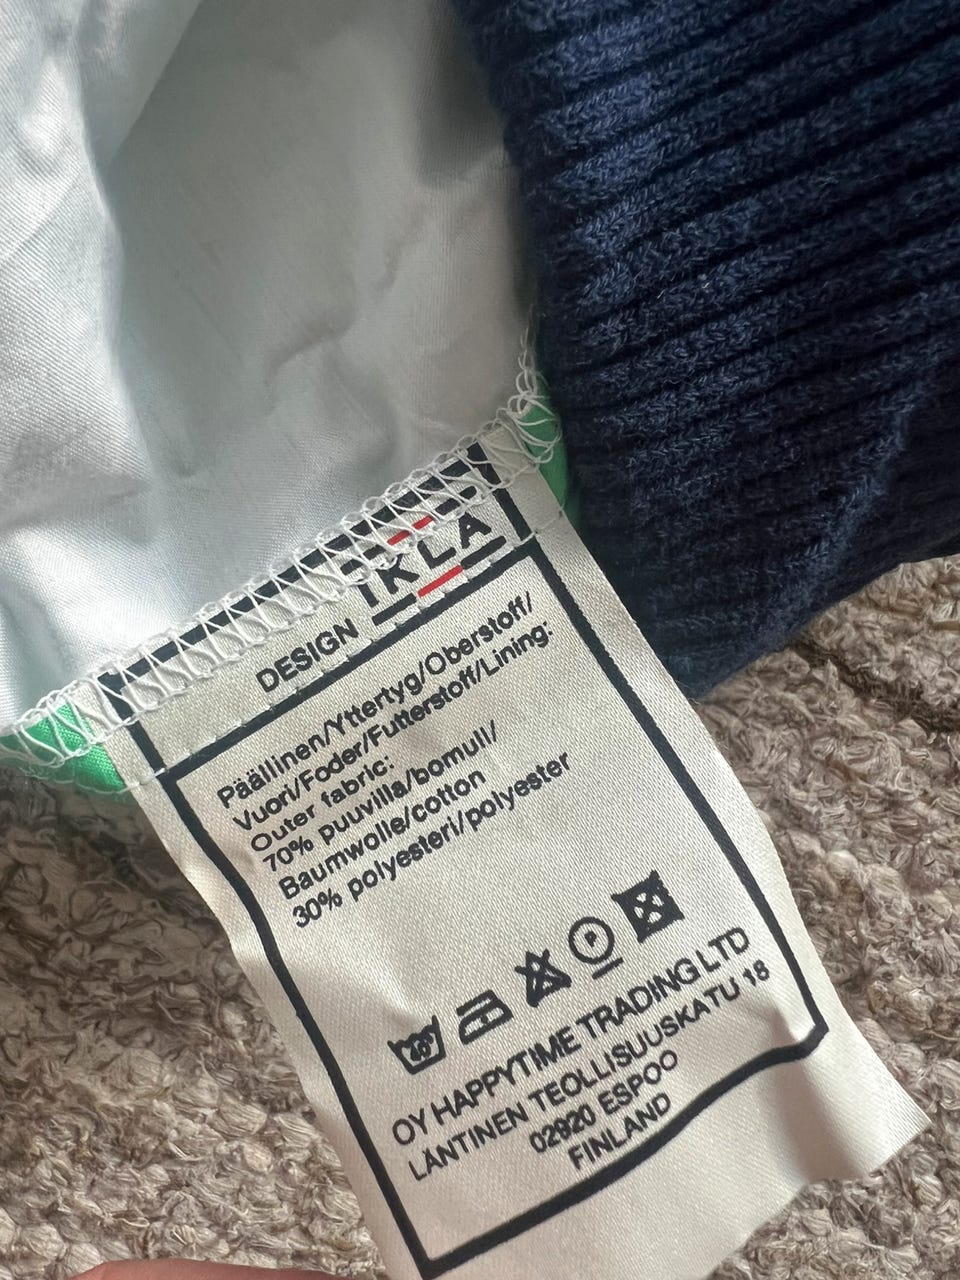 DESIGN
Päällinen/Yttertyg/Oberstoff/
Vuori/Foder/Futterstoff/Lining:
Outer fabric:
70% puuvilla/bomull/
Baumwolle/cotton
30% polyesteri/polyester
P
OY HAPPYTIME TRADING LTD
LÄNTINEN TEOLLISUUSKATU 18
02920 ESPOO
FINLAND